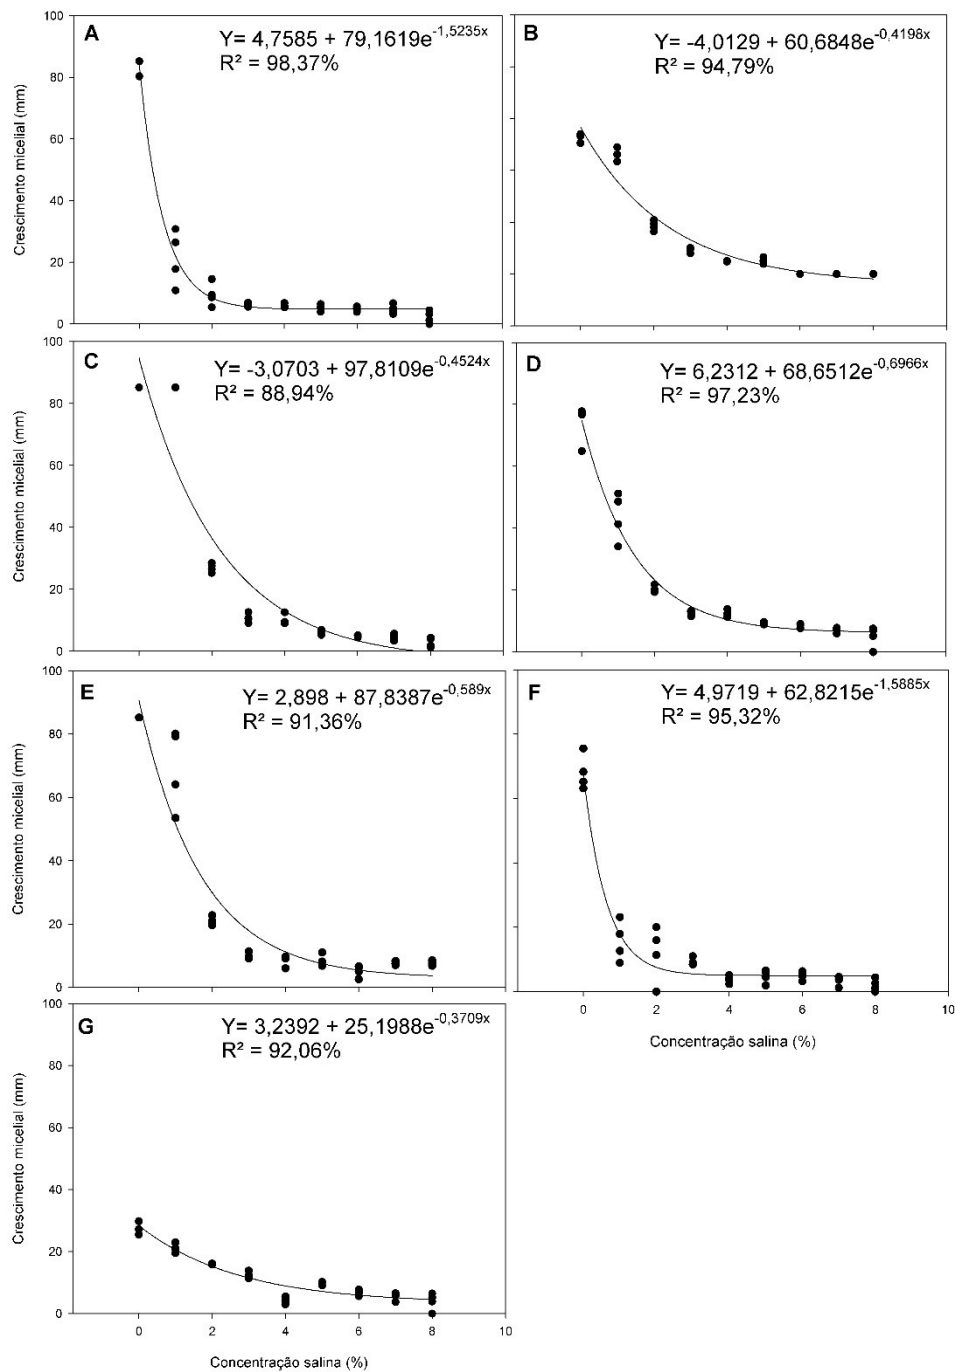 A
Y= 4,7585 + 79,1619e-1,5235x
R² = 98,37%
100
80
60
40
20
0
Crescimento micelial (mm)
B
Y= -4,0129 + 60,6848e-0,4198x
R² = 94,79%
C
Y= -3,0703 + 97,8109e-0,4524x
R² = 88,94%
100
80
60
40
20
0
Crescimento micelial (mm)
D
Y= 6,2312 + 68,6512e-0,6966x
R² = 97,23%
E
Y= 2,898 + 87,8387e-0,589x
R² = 91,36%
100
80
60
40
20
0
Crescimento micelial (mm)
F
Y= 4,9719 + 62,8215e-1,5885x
R² = 95,32%
0 2 4 6 8 10
Concentração salina (%)
G
Y= 3,2392 + 25,1988e-0,3709x
R² = 92,06%
100
80
60
40
20
0
Crescimento micelial (mm)
0 2 4 6 8 10
Concentração salina (%)